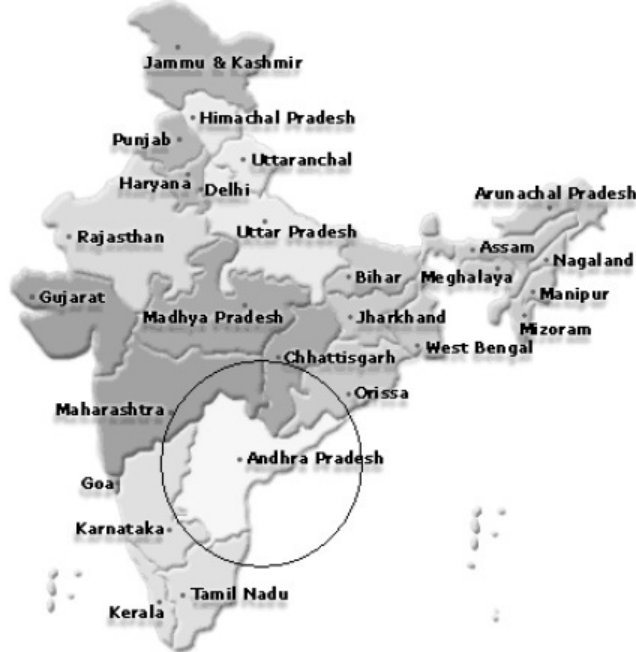 Jammu & Kashmir
Himachal Pradesh
Punjab
Uttaranchal
Haryana
Delhi
Arunachal Pradesh
Rajasthan
Uttar Pradesh
Assam
Nagaland
Bihar
Meghalaya
Gujarat
Manipur
Madhya Pradesh
Jharkhand
Mizoram
West Bengal
Chhattisgarh
Orissa
Maharashtra
Andhra Pradesh
Goa
Karnataka
Tamil Nadu
Kerala